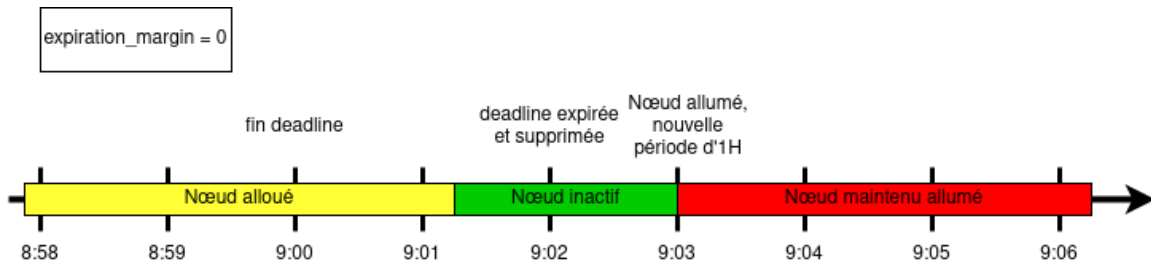 expiration_margin = 0
fin deadline
deadline expirée
et supprimée
Nœud allumé,
nouvelle
période d'1H
Nœud alloué
Nœud inactif
Nœud maintenu allumé
8:58
8:59
9:00
9:01
9:02
9:03
9:04
9:05
9:06